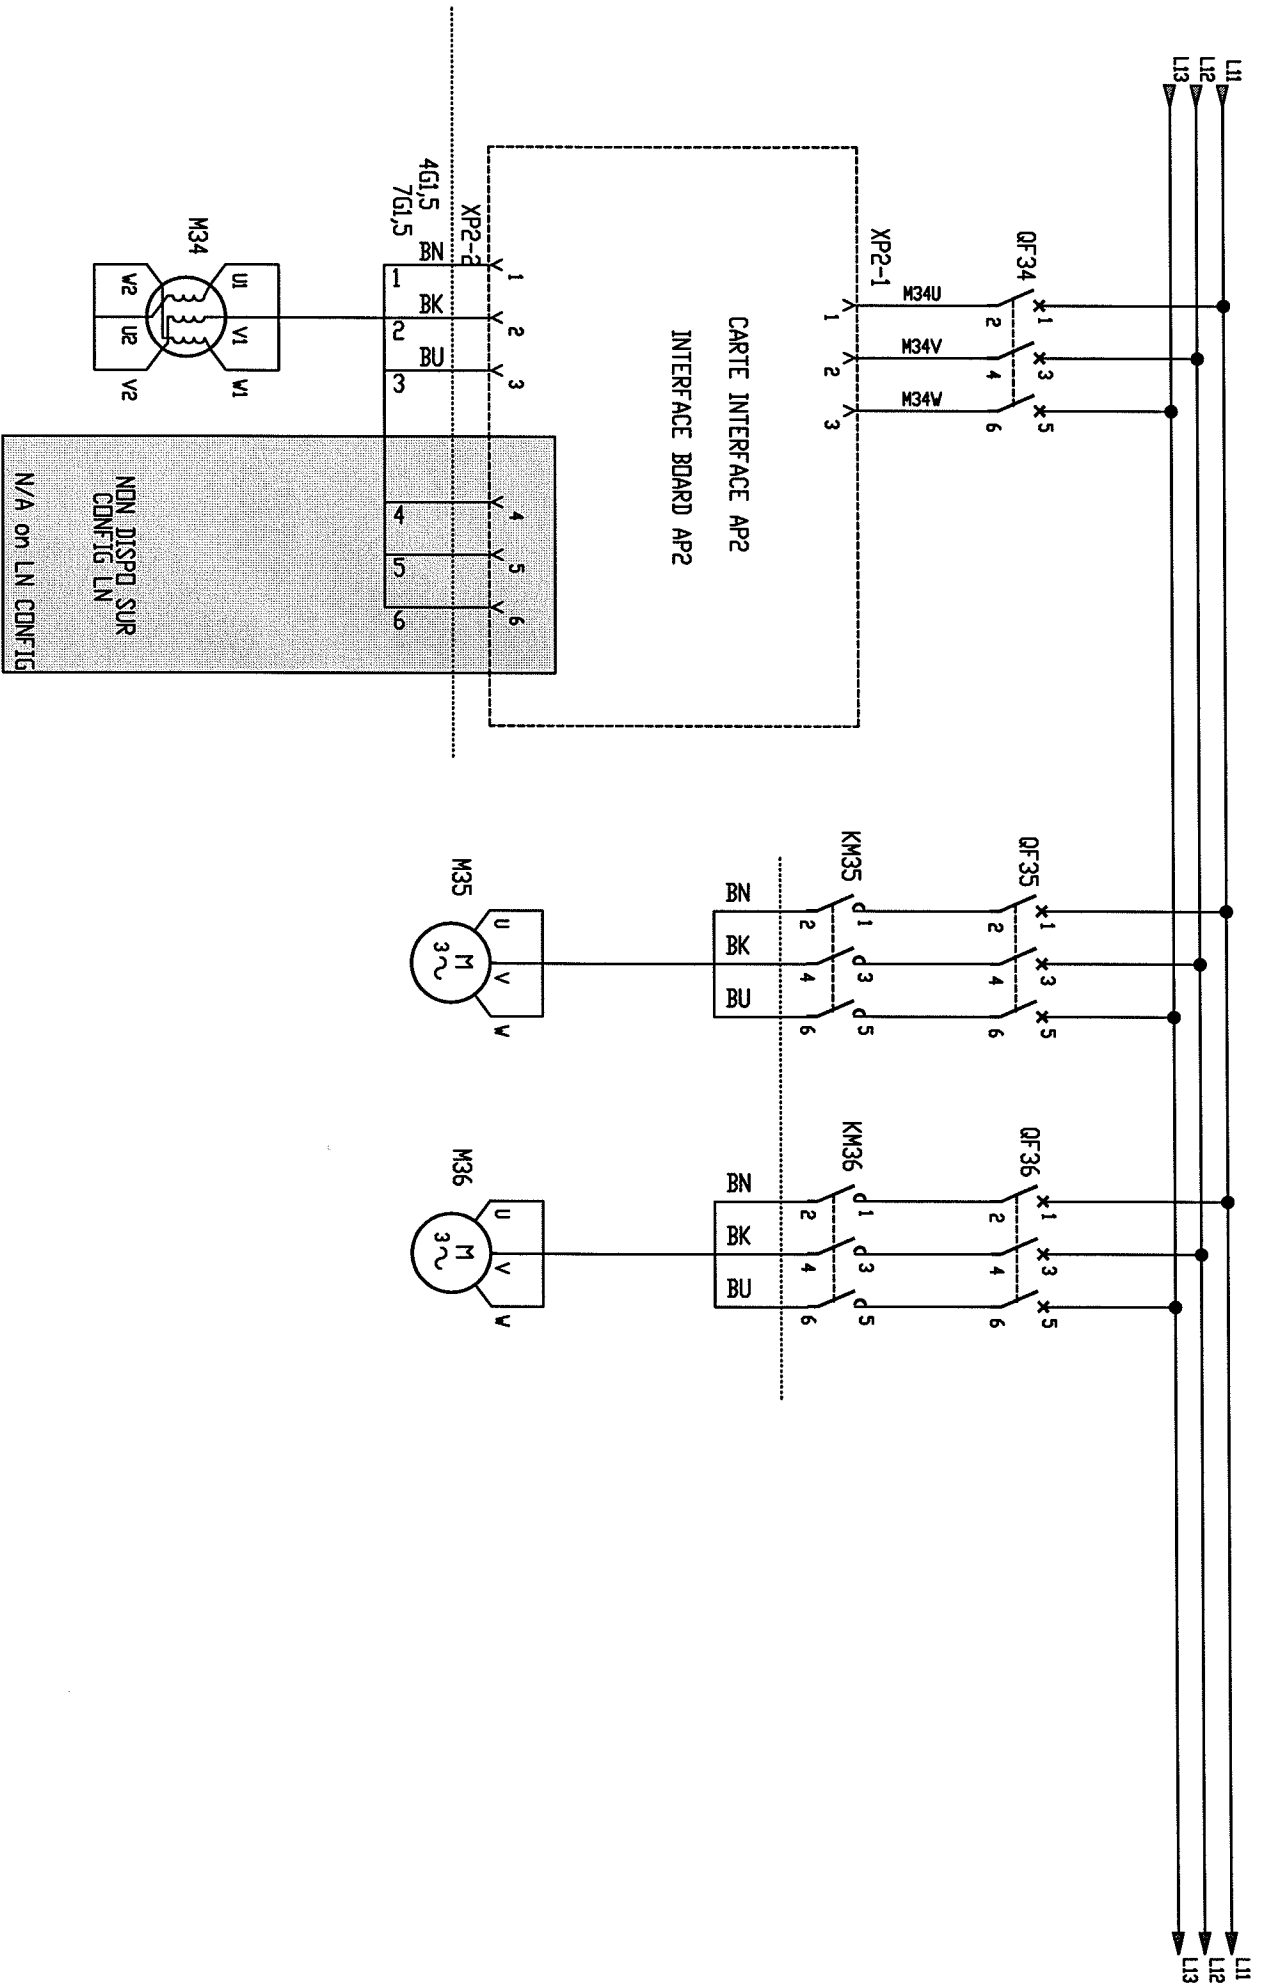 L11
L12
L13
L11
L12
L13
QF34
1 3 5
2 4 6
M34U M34V M34W
XP2-1
1 2 3
CARTE INTERFACE AP2
INTERFACE BOARD AP2
1 2 3 4 5 6
XP2-2
4G1,5
7G1,5
BN BK BU
1 2 3 4 5 6
M34
U1 V1 W1
W2 U2 V2
NON DISPO SUR
CONFIG LN
N/A on LN CONFIG
QF35
1 3 5
2 4 6
KM35
1 3 5
2 4 6
BN BK BU
M35
U V W
M
3~
QF36
1 3 5
2 4 6
KM36
1 3 5
2 4 6
BN BK BU
M36
U V W
M
3~